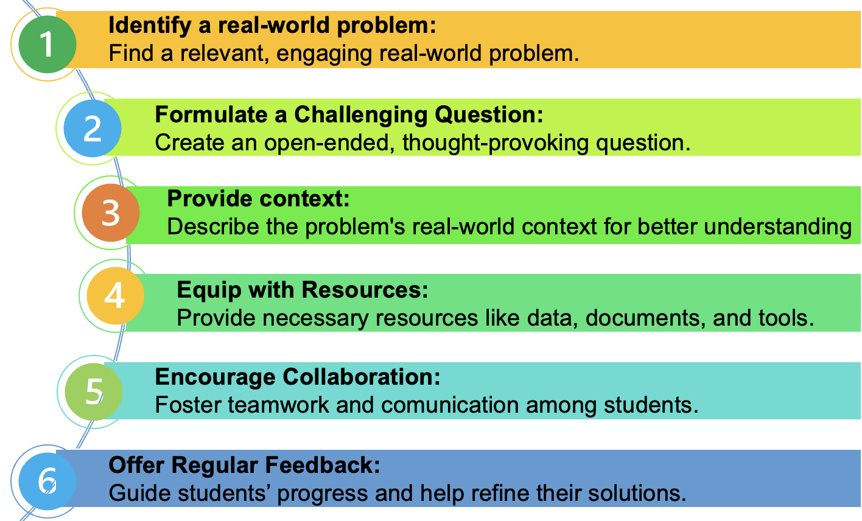 1
Identify a real-world problem:
Find a relevant, engaging real-world problem.
2
Formulate a Challenging Question:
Create an open-ended, thought-provoking question.
3
Provide context:
Describe the problem's real-world context for better understanding
4
Equip with Resources:
Provide necessary resources like data, documents, and tools.
5
Encourage Collaboration:
Foster teamwork and comunication among students.
6
Offer Regular Feedback:
Guide students’ progress and help refine their solutions.